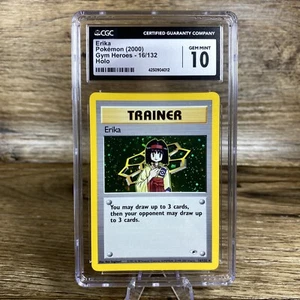 CGC
CERTIFIED GUARANTY COMPANY
Erika
Pokémon (2000)
Gym Heroes - 16/132
Holo
GEM MINT
10
4253904012
TRAINER
Erika
You may draw up to 3 cards,
then your opponent may draw up
to 3 cards.